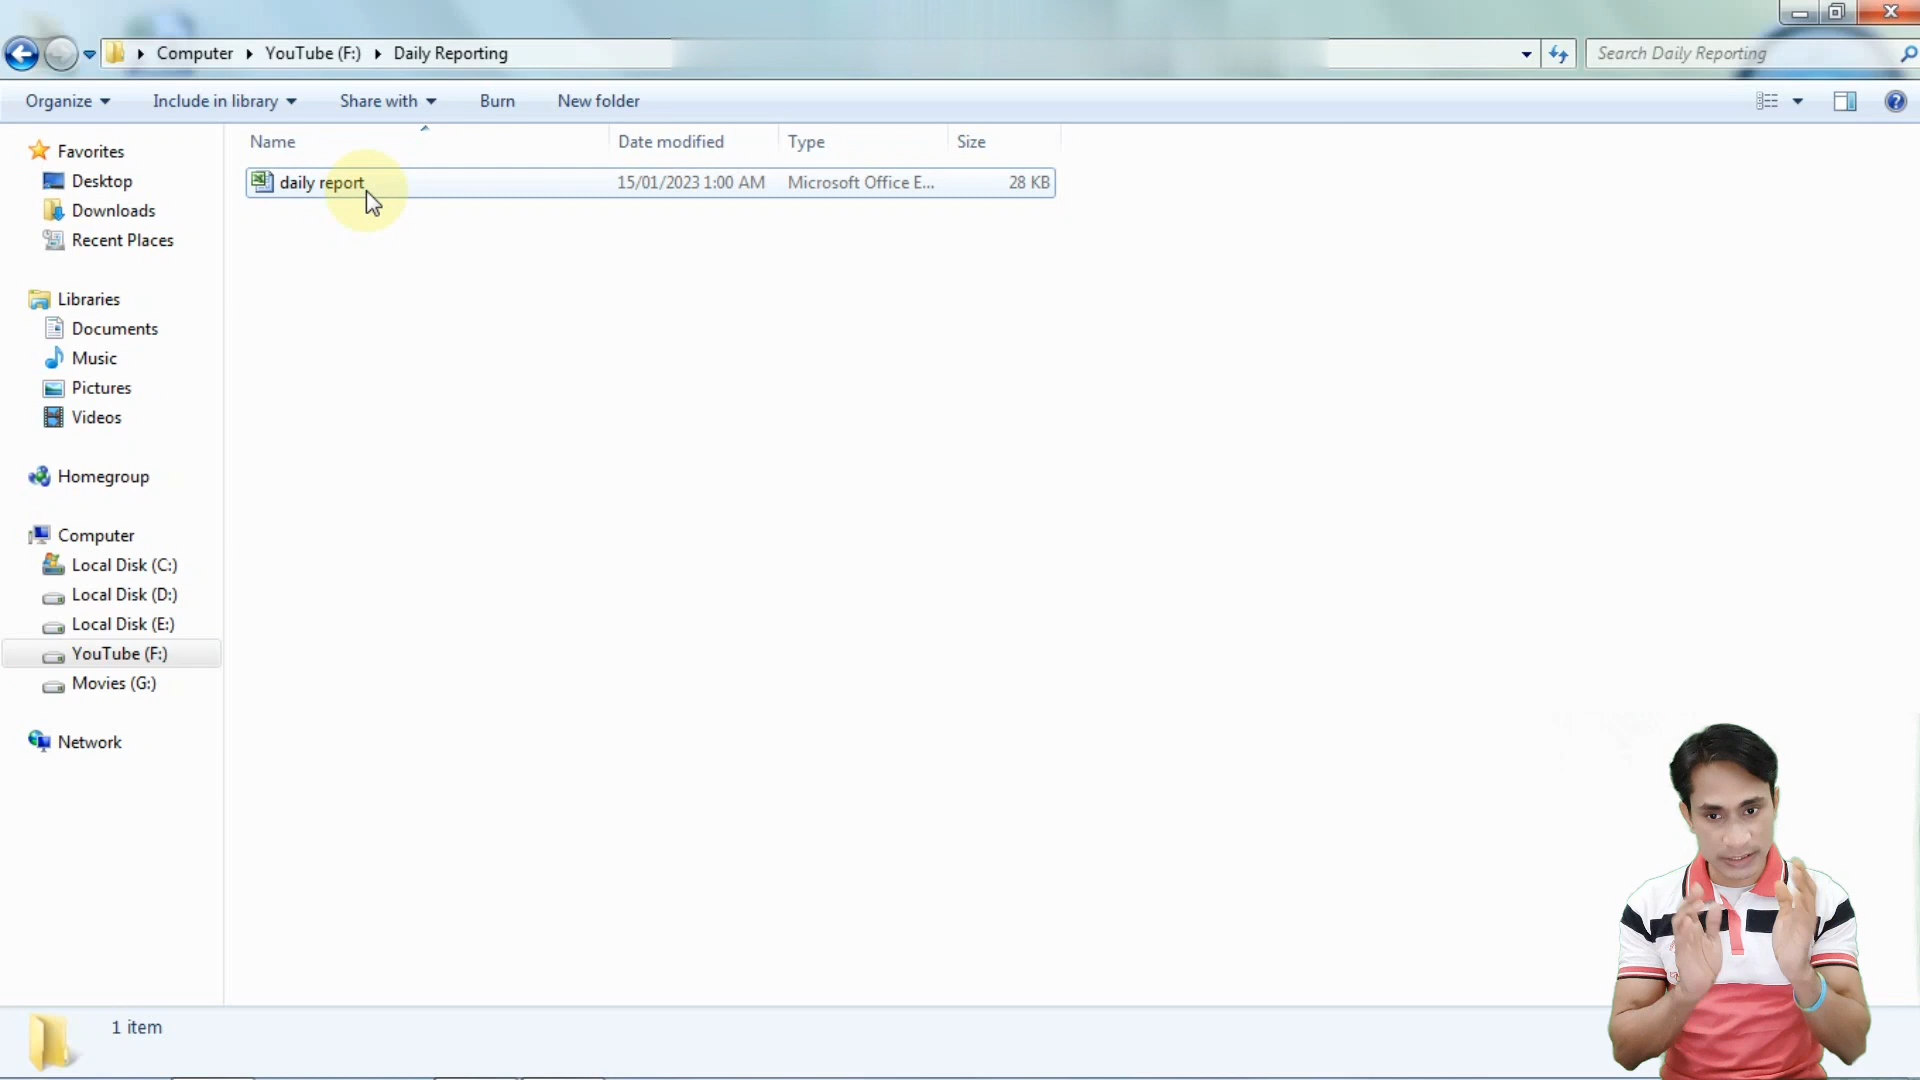 Computer YouTube (F:) Daily Reporting Search Daily Reporting
Organize Include in library Share with Burn New folder
Name Date modified Type Size
daily report 15/01/2023 1:00 AM Microsoft Office E... 28 KB
Favorites
Desktop
Downloads
Recent Places
Libraries
Documents
Music
Pictures
Videos
Homegroup
Computer
Local Disk (C:)
Local Disk (D:)
Local Disk (E:)
YouTube (F:)
Movies (G:)
Network
1 item